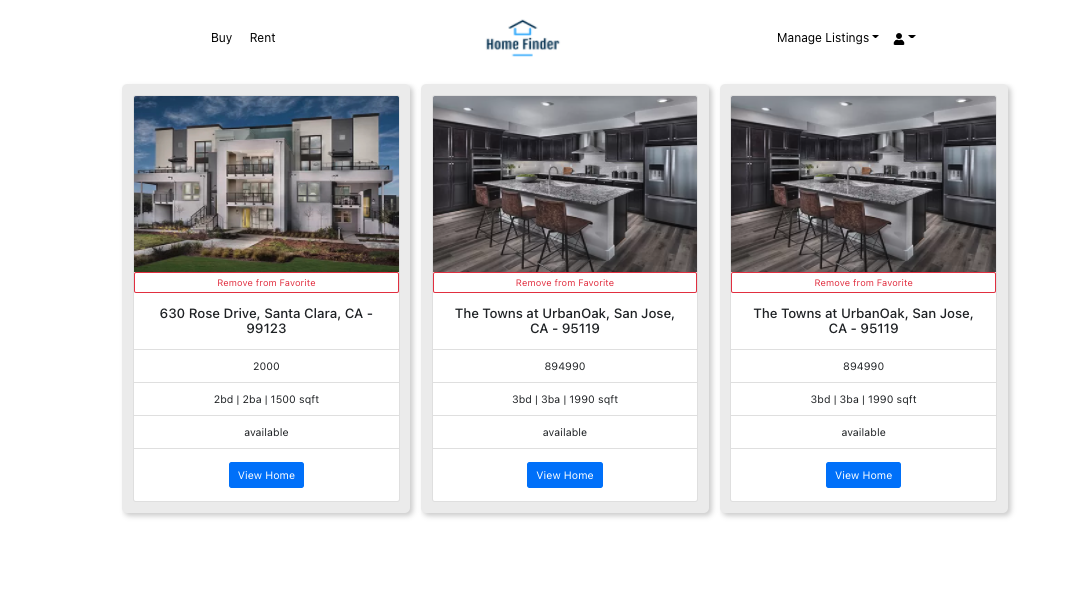 Buy Rent
Home Finder
Manage Listings
Remove from Favorite
630 Rose Drive, Santa Clara, CA -
99123
2000
2bd | 2ba | 1500 sqft
available
View Home
Remove from Favorite
The Towns at UrbanOak, San Jose,
CA - 95119
894990
3bd | 3ba | 1990 sqft
available
View Home
Remove from Favorite
The Towns at UrbanOak, San Jose,
CA - 95119
894990
3bd | 3ba | 1990 sqft
available
View Home